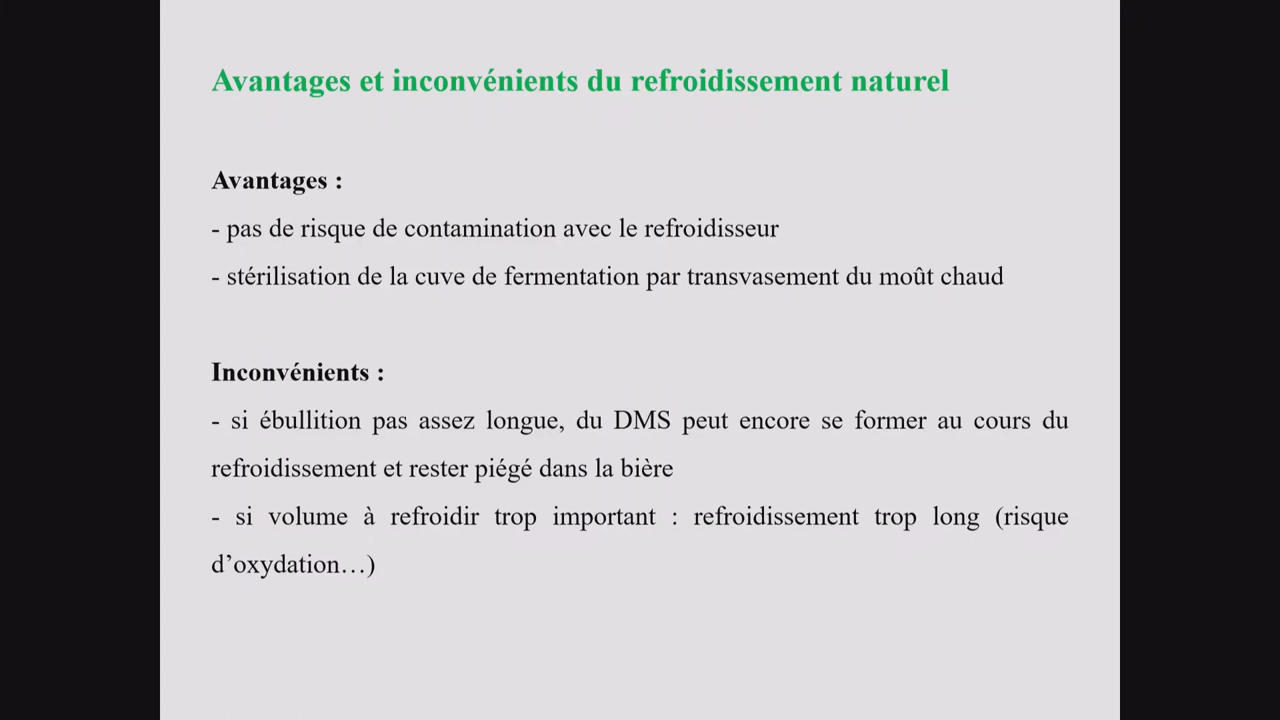 Avantages et inconvénients du refroidissement naturel
Avantages :
- pas de risque de contamination avec le refroidisseur
- stérilisation de la cuve de fermentation par transvasement du moût chaud
Inconvénients :
- si ébullition pas assez longue, du DMS peut encore se former au cours du
refroidissement et rester piégé dans la bière
- si volume à refroidir trop important : refroidissement trop long (risque
d’oxydation…)